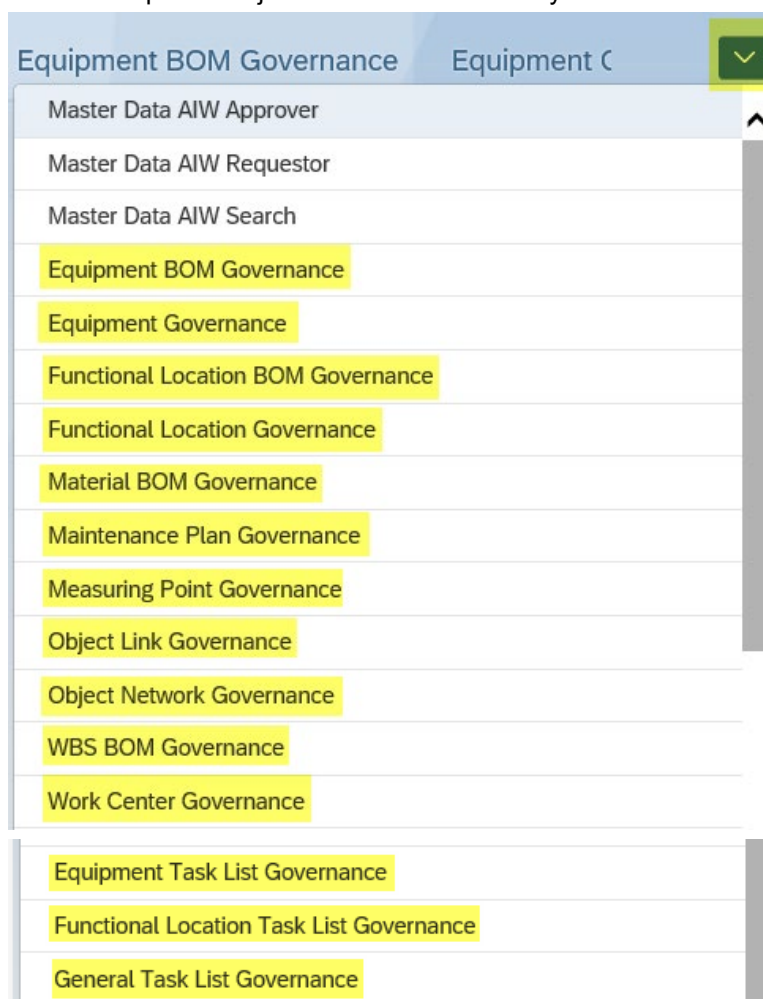 Equipment BOM Governance Equipment
Master Data AIW Approver
Master Data AIW Requestor
Master Data AIW Search
Equipment BOM Governance
Equipment Governance
Functional Location BOM Governance
Functional Location Governance
Material BOM Governance
Maintenance Plan Governance
Measuring Point Governance
Object Link Governance
Object Network Governance
WBS BOM Governance
Work Center Governance
Equipment Task List Governance
Functional Location Task List Governance
General Task List Governance